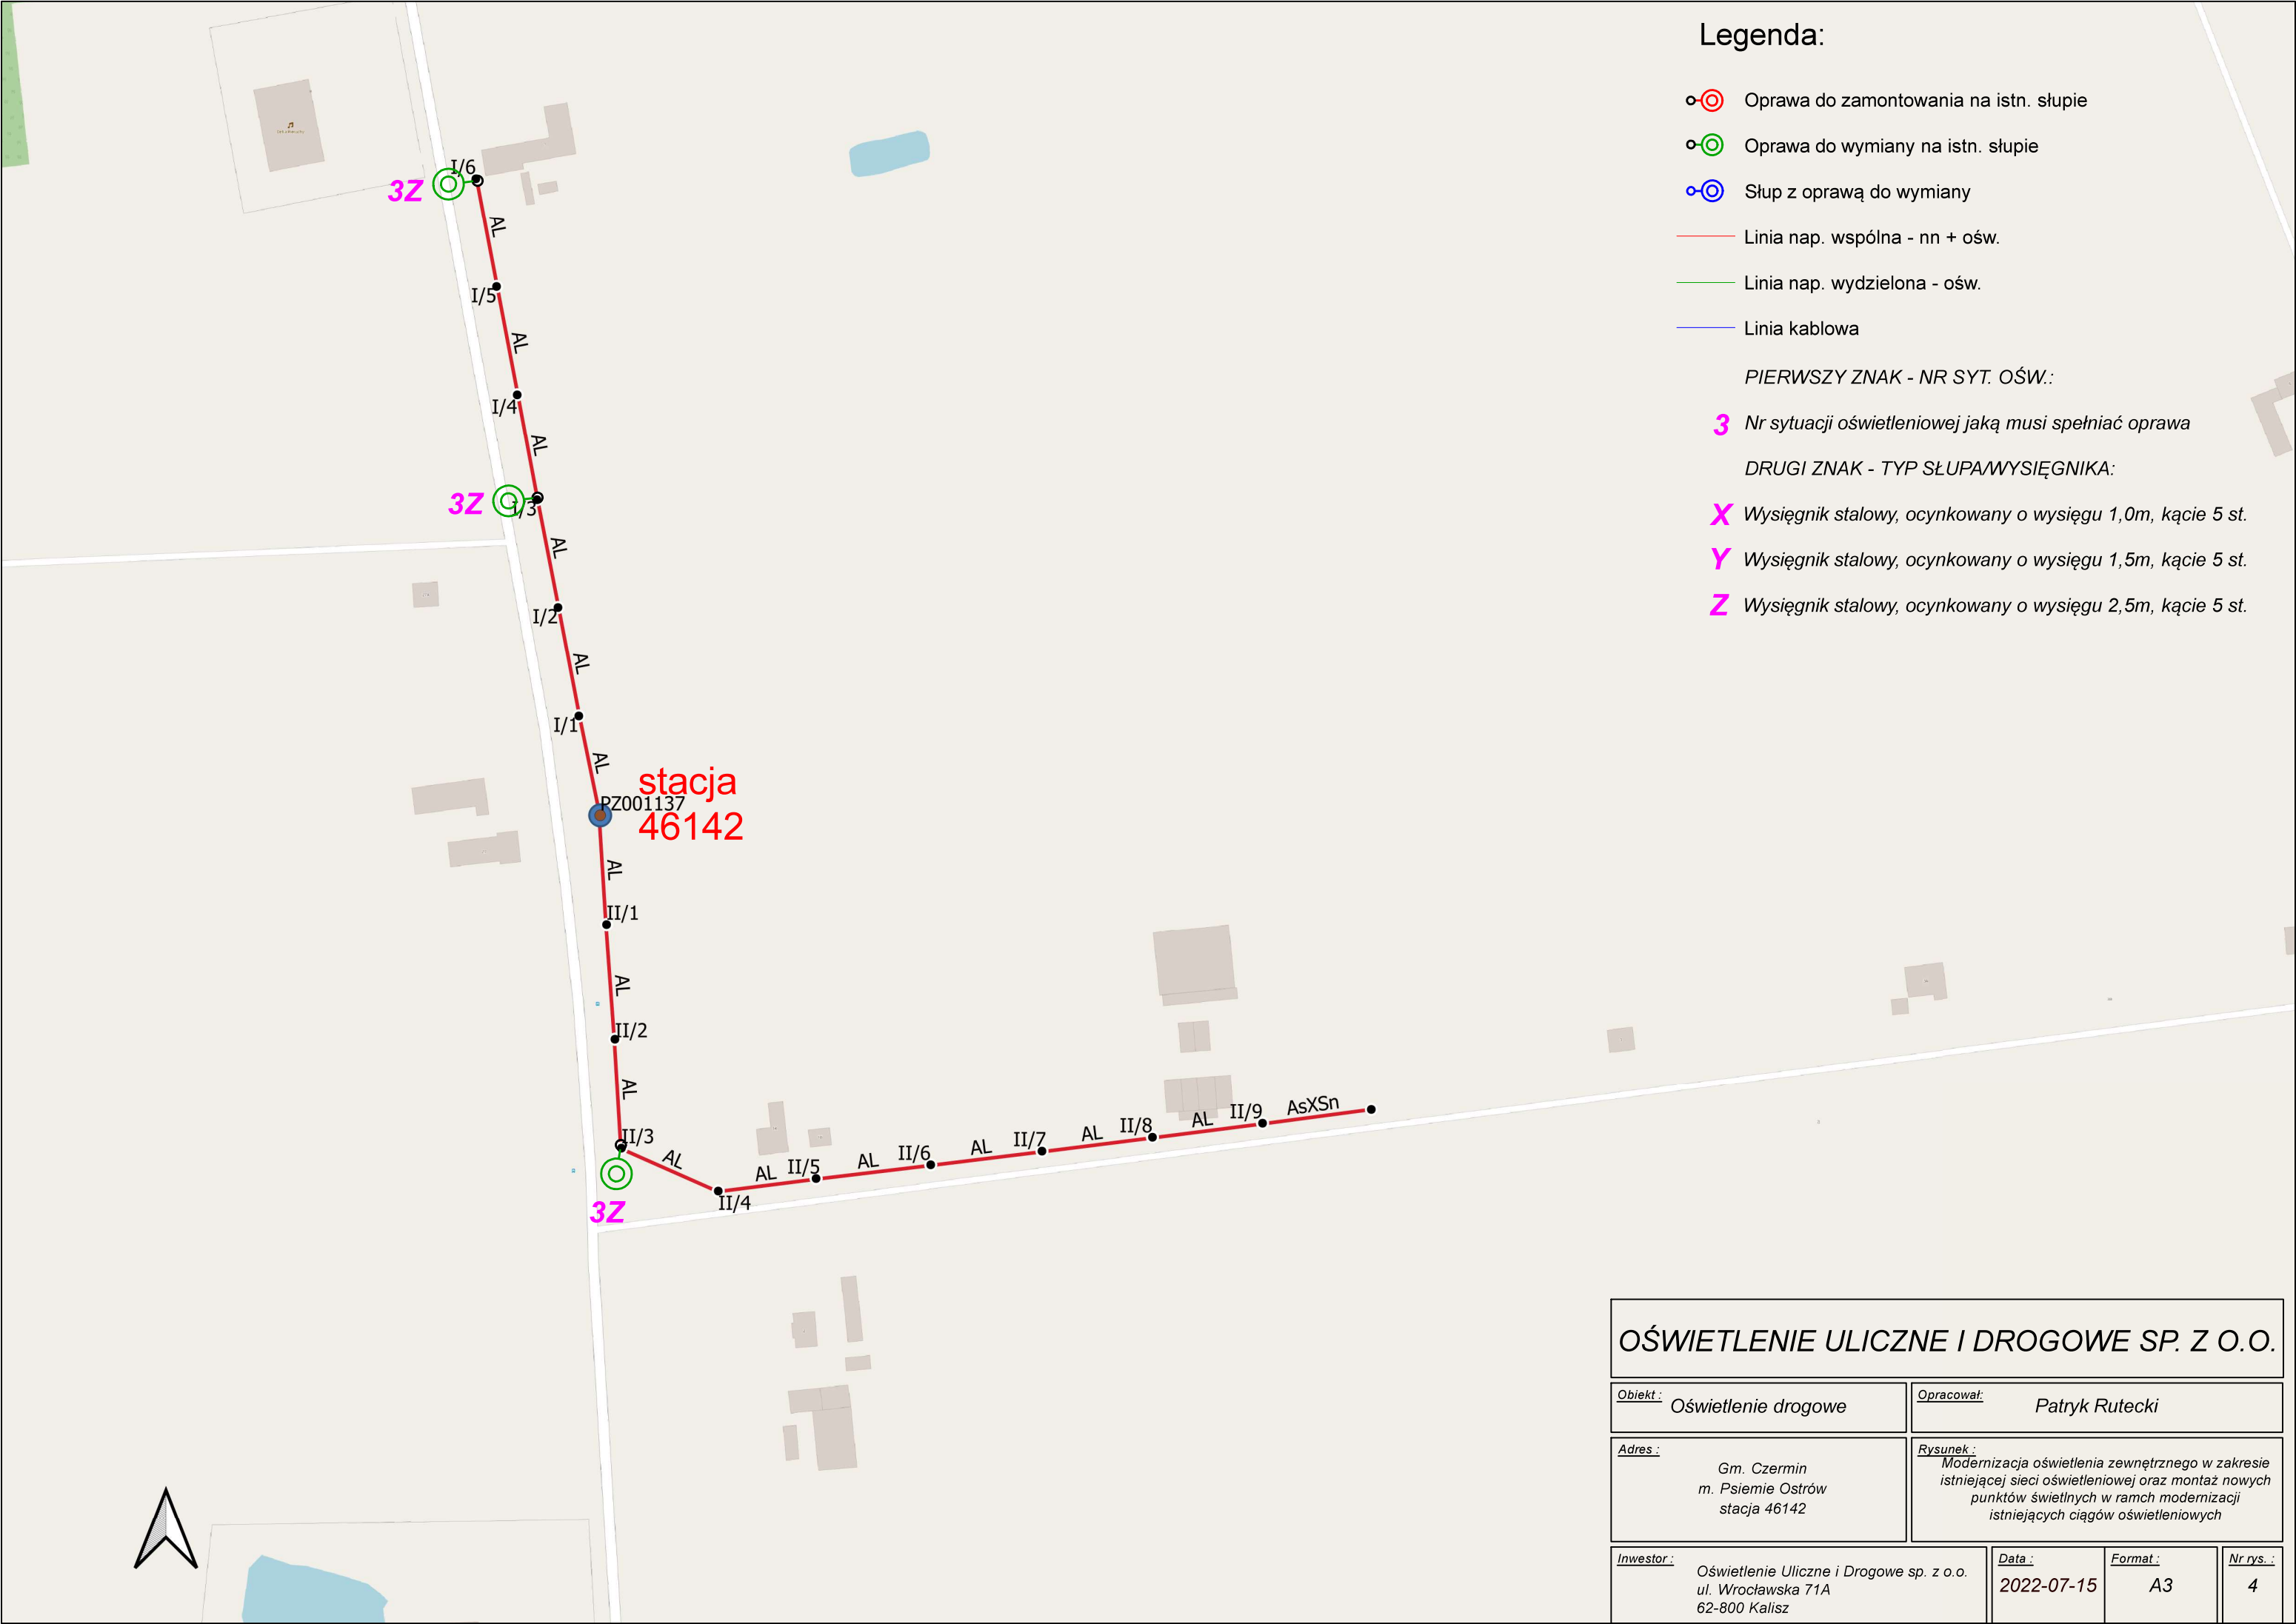 Legenda:
Oprawa do zamontowania na istn. słupie
Oprawa do wymiany na istn. słupie
Słup z oprawą do wymiany
Linia nap. wspólna - nn + ośw.
Linia nap. wydzielona - ośw.
Linia kablowa
PIERWSZY ZNAK - NR SYT. OŚW.:
3 Nr sytuacji oświetleniowej jaką musi spełniać oprawa
DRUGI ZNAK - TYP SŁUPA/WYSIĘGNIKA:
X Wysięgnik stalowy, ocynkowany o wysięgu 1,0m, kącie 5 st.
Y Wysięgnik stalowy, ocynkowany o wysięgu 1,5m, kącie 5 st.
Z Wysięgnik stalowy, ocynkowany o wysięgu 2,5m, kącie 5 st.
I/6
3Z
AL
I/5
AL
I/4
AL
3Z
I/3
AL
I/2
AL
I/1
AL
stacja
PZ001137
46142
AL
II/1
AL
II/2
AL
II/3
AL
3Z
II/4
AL
II/5
AL
II/6
AL
II/7
AL
II/8
AL
II/9
AsXSn
OŚWIETLENIE ULICZNE I DROGOWE SP. Z O.O.
Obiekt :
Oświetlenie drogowe
Opracował:
Patryk Rutecki
Adres :
Gm. Czermin
m. Psiemie Ostrów
stacja 46142
Rysunek :
Modernizacja oświetlenia zewnętrznego w zakresie
istniejącej sieci oświetleniowej oraz montaż nowych
punktów świetlnych w ramch modernizacji
istniejących ciągów oświetleniowych
Inwestor :
Oświetlenie Uliczne i Drogowe sp. z o.o.
ul. Wrocławska 71A
62-800 Kalisz
Data :
2022-07-15
Format :
A3
Nr rys. :
4